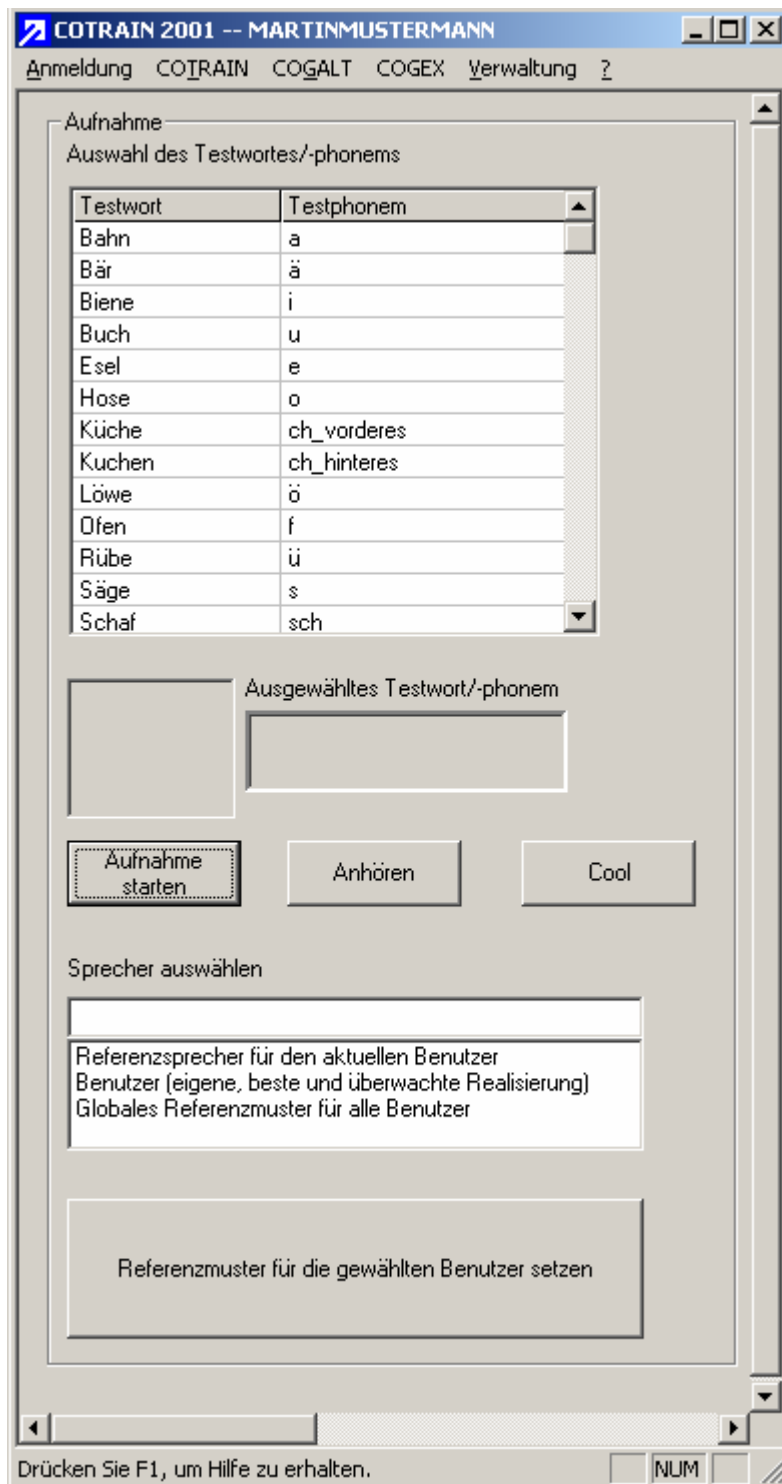 COTRAIN 2001 -- MARTINMUSTERMANN
Anmeldung COTRAIN COGALT COGEX Verwaltung ?
Aufnahme
Auswahl des Testwortes/-phonems
Testwort Testphonem
Bahn a
Bär ä
Biene i
Buch u
Esel e
Hose o
Küche ch_vorderes
Kuchen ch_hinteres
Löwe ö
Ofen f
Rübe ü
Säge s
Schaf sch
Ausgewähltes Testwort/-phonem
Aufnahme
starten
Anhören
Cool
Sprecher auswählen
Referenzsprecher für den aktuellen Benutzer
Benutzer (eigene, beste und überwachte Realisierung)
Globales Referenzmuster für alle Benutzer
Referenzmuster für die gewählten Benutzer setzen
Drücken Sie F1, um Hilfe zu erhalten. NUM